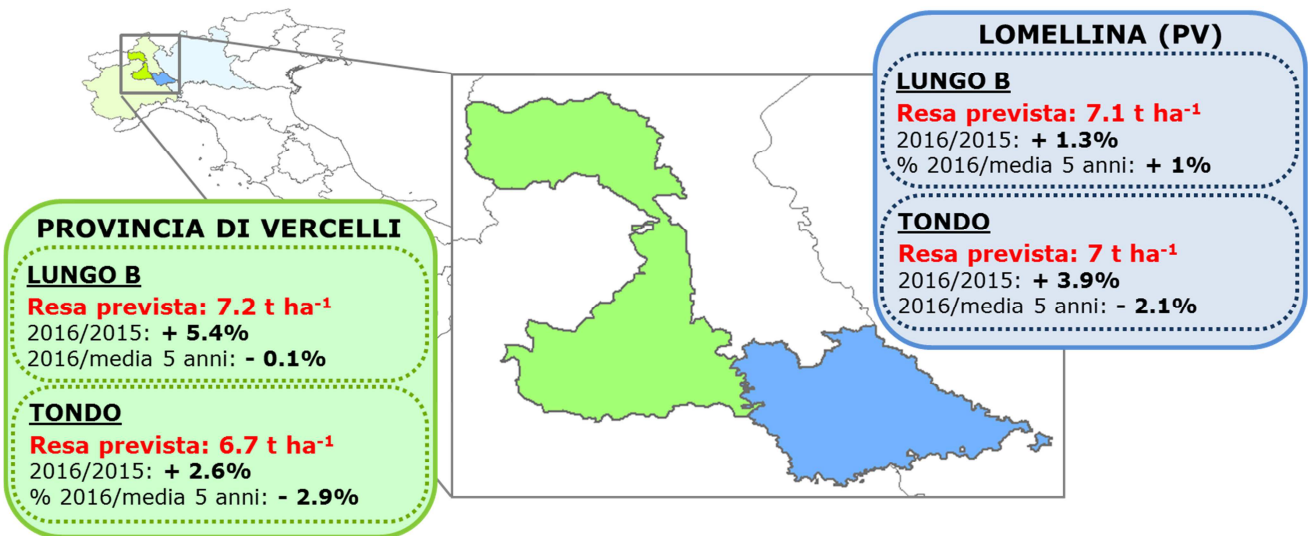 PROVINCIA DI VERCELLI
LUNGO B
Resa prevista: 7.2 t ha⁻¹
2016/2015: + 5.4%
2016/media 5 anni: - 0.1%
TONDO
Resa prevista: 6.7 t ha⁻¹
2016/2015: + 2.6%
% 2016/media 5 anni: - 2.9%
LOMELLINA (PV)
LUNGO B
Resa prevista: 7.1 t ha⁻¹
2016/2015: + 1.3%
% 2016/media 5 anni: + 1%
TONDO
Resa prevista: 7 t ha⁻¹
2016/2015: + 3.9%
2016/media 5 anni: - 2.1%